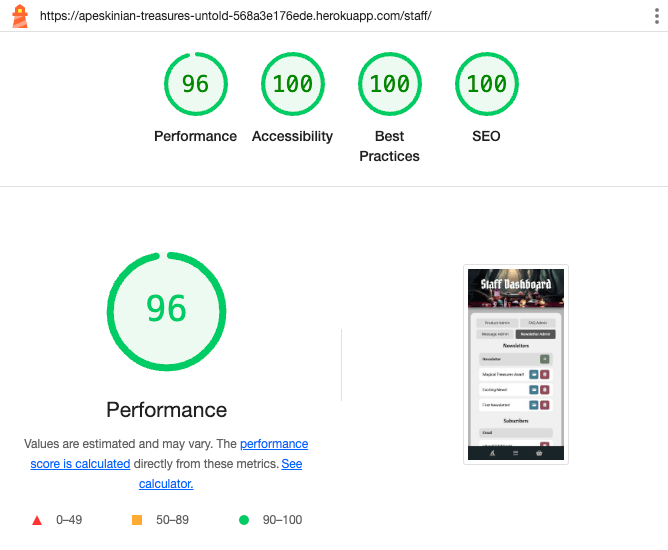 https://apeskinian-treasures-untold-568a3e176ede.herokuapp.com/staff/
96
100
100
100
Performance
Accessibility
Best
Practices
SEO
96
Performance
Values are estimated and may vary. The performance
score is calculated directly from these metrics. See
calculator.
0–49
50–89
90–100
Staff Dashboard
Product Admin
FAQ Admin
Message Admin
Newsletter Admin
Newsletters
Newsletter
Magical Treasures Await!
Exciting News!
First Newsletter!
Subscribers
Email